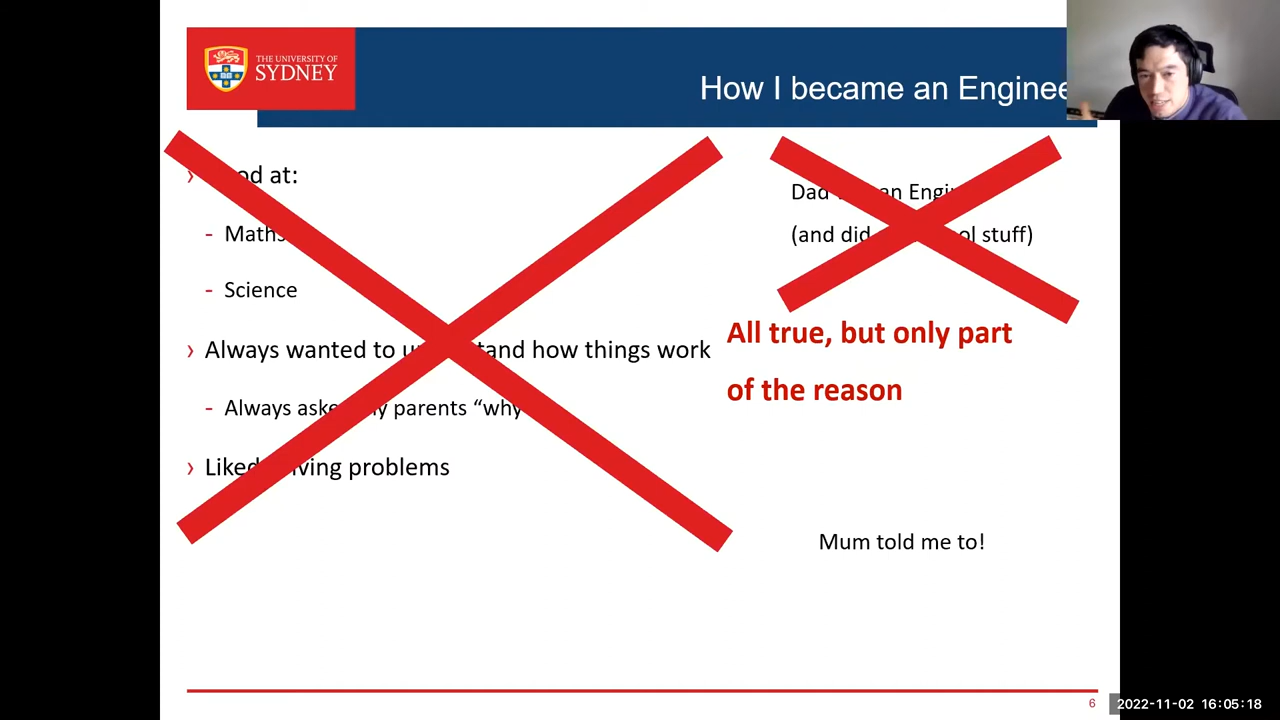 THE UNIVERSITY OF
SYDNEY
How I became an Enginee
od at:
- Maths
- Science
› Always wanted to u tand how things work
- Always aske y parents “why
› Liked ving problems
Dad an Engi
(and did ol stuff)
All true, but only part
of the reason
Mum told me to!
6
2022-11-02 16:05:18